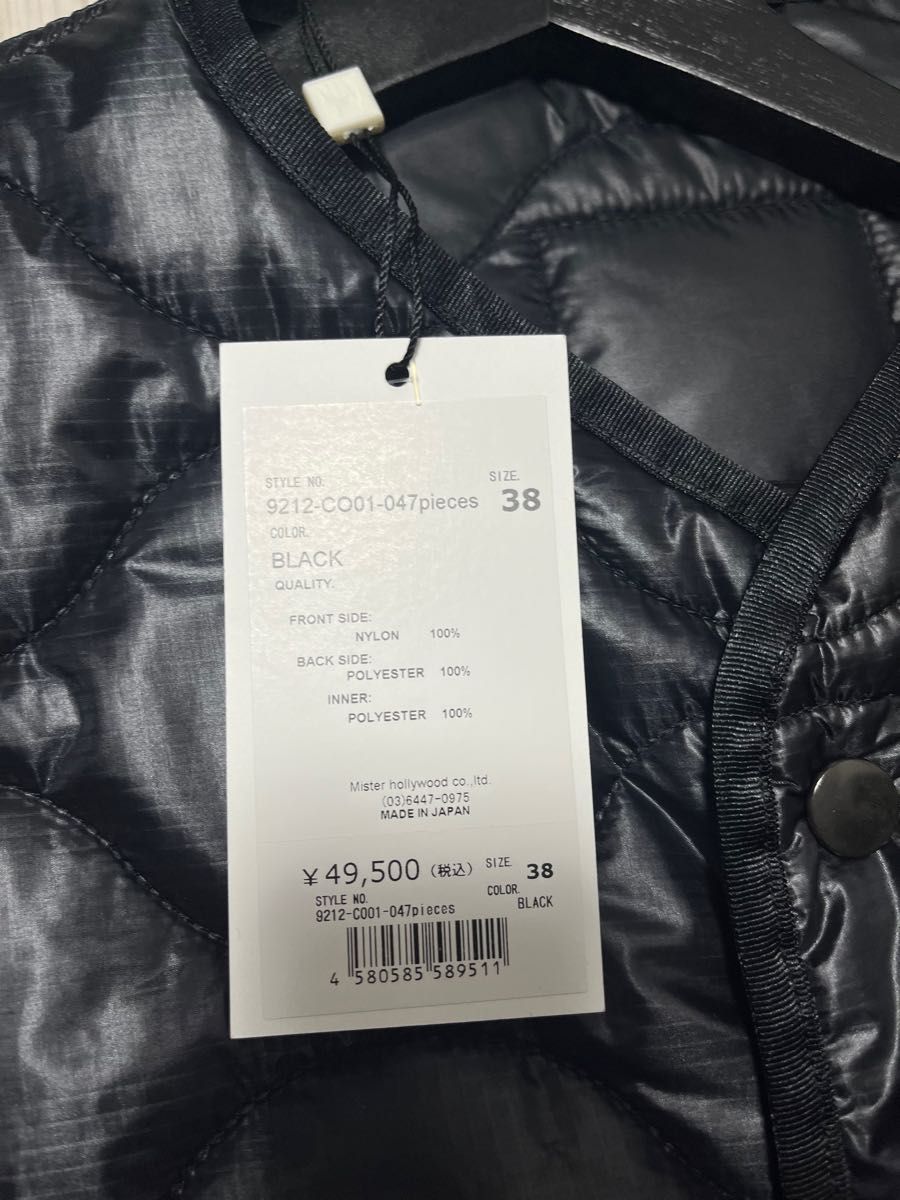 STYLE NO.
SIZE.
9212-CO01-047pieces
38
COLOR.
BLACK
QUALITY.
FRONT SIDE:
NYLON 100%
BACK SIDE:
POLYESTER 100%
INNER:
POLYESTER 100%
Mister hollywood co.,ltd.
(03)6447-0975
MADE IN JAPAN
¥49,500 (税込) SIZE. 38
STYLE NO. COLOR.
9212-CO01-047pieces BLACK
4 580585 589511